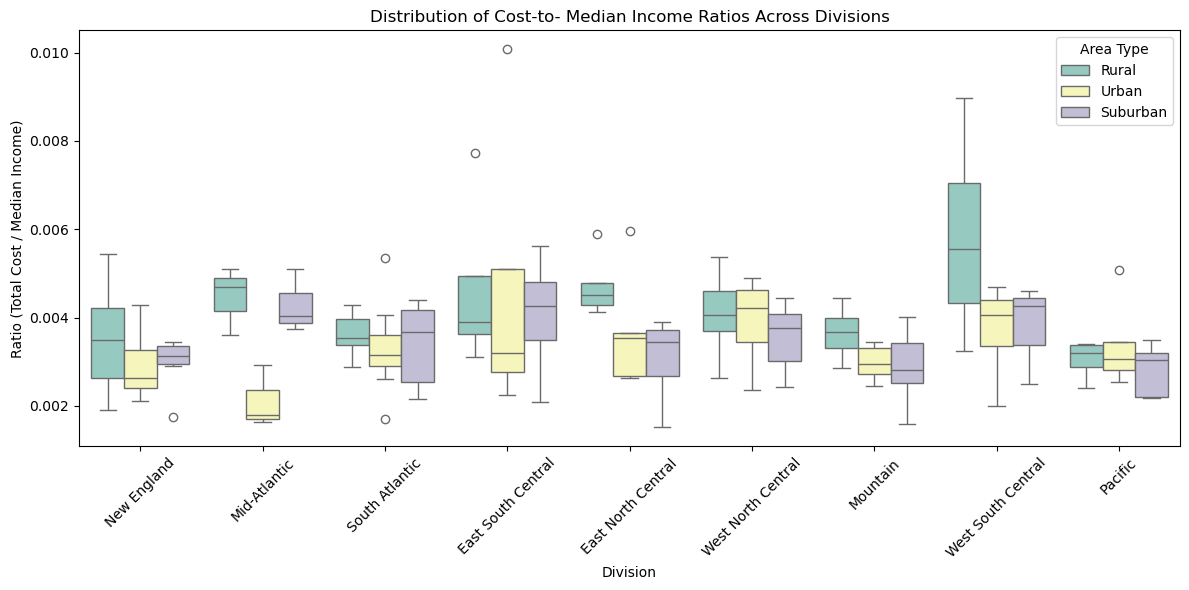 Distribution of Cost-to- Median Income Ratios Across Divisions
Ratio (Total Cost / Median Income)
0.010
0.008
0.006
0.004
0.002
Area Type
Rural
Urban
Suburban
New England
Mid-Atlantic
South Atlantic
East South Central
East North Central
West North Central
Mountain
West South Central
Pacific
Division